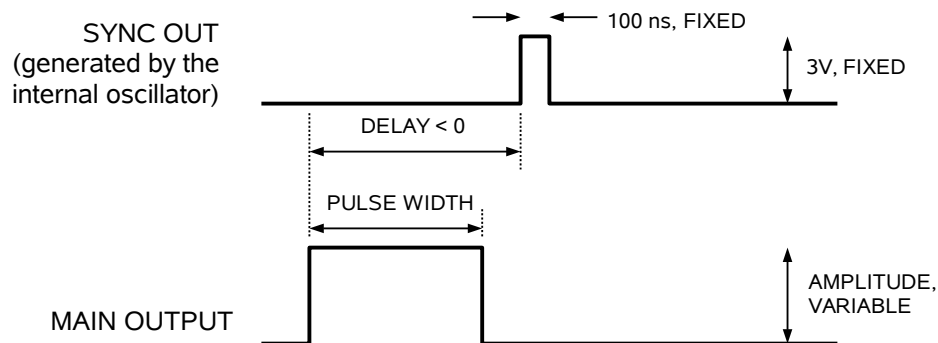 100 ns, FIXED
SYNC OUT
(generated by the
internal oscillator)
3V, FIXED
DELAY < 0
PULSE WIDTH
AMPLITUDE,
VARIABLE
MAIN OUTPUT